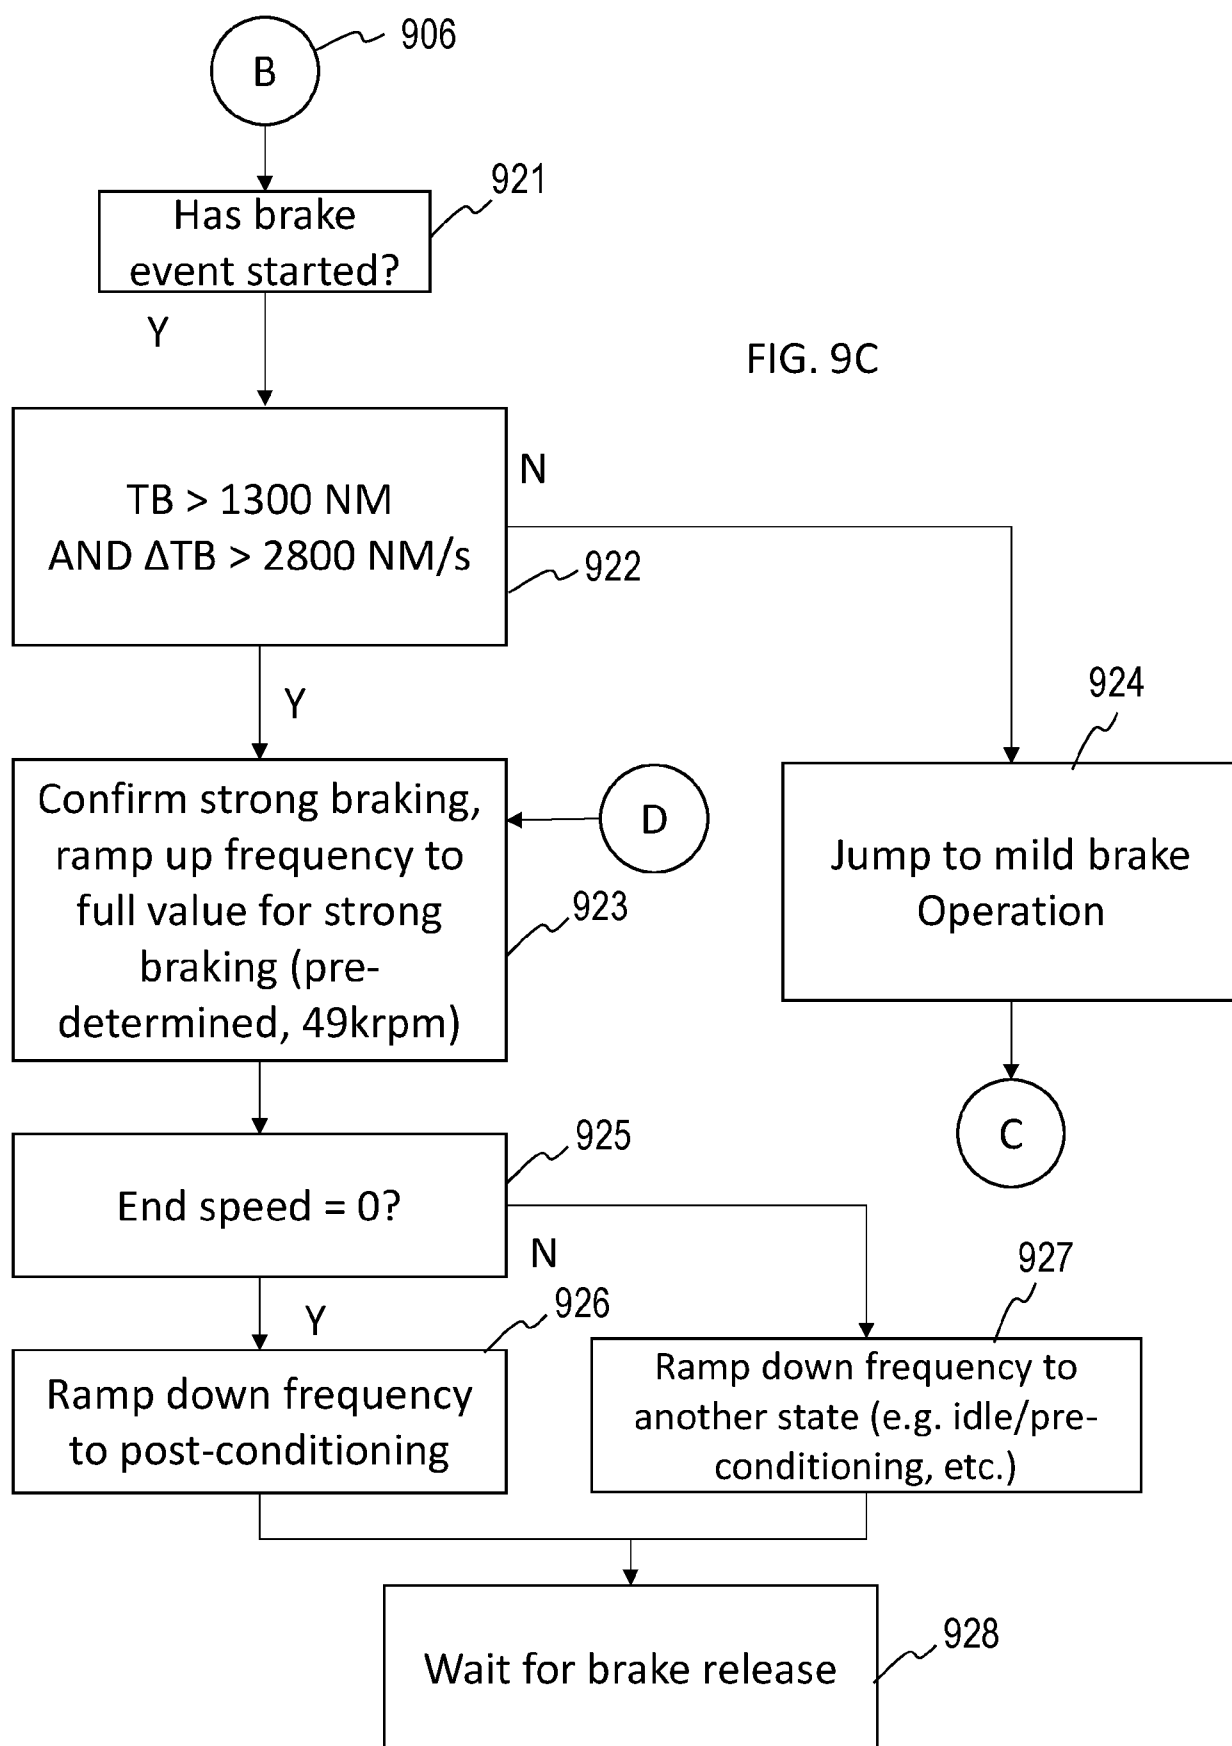 B
906
921
Has brake
event started?
Y
FIG. 9C
TB > 1300 NM
AND ΔTB > 2800 NM/s
N
922
Y
924
Confirm strong braking,
ramp up frequency to
full value for strong
braking (pre-
determined, 49krpm)
D
923
Jump to mild brake
Operation
C
925
End speed = 0?
N
927
Y
926
Ramp down frequency
to post-conditioning
Ramp down frequency to
another state (e.g. idle/pre-
conditioning, etc.)
Wait for brake release
928